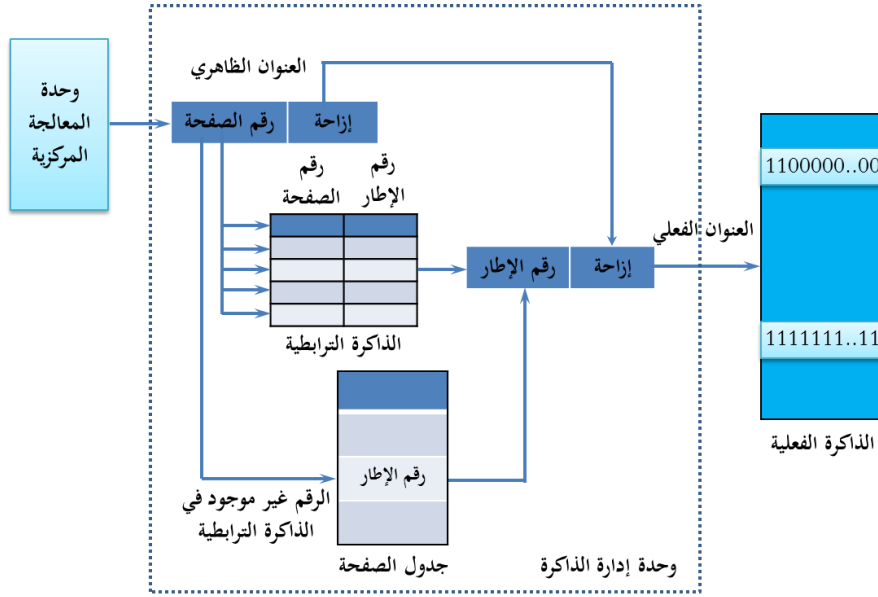 العنوان الظاهري
وحدة
المعالجة
المركزية
رقم الصفحة
إزاحة
رقم
الصفحة
رقم
الإطار
الذاكرة الترابطية
رقم الإطار
إزاحة
العنوان الفعلي
1100000..00
1111111..11
الذاكرة الفعلية
رقم الإطار
الرقم غير موجود في
الذاكرة الترابطية
جدول الصفحة
وحدة إدارة الذاكرة